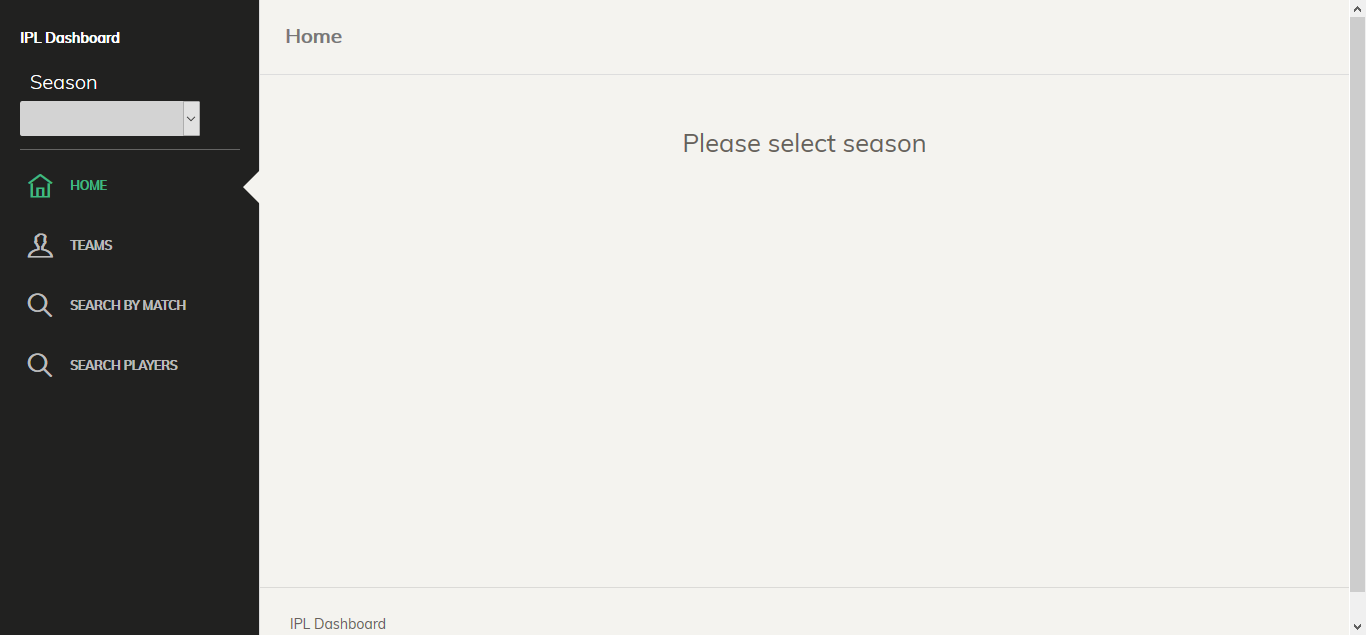 IPL Dashboard
Season
HOME
TEAMS
SEARCH BY MATCH
SEARCH PLAYERS
Home
Please select season
IPL Dashboard